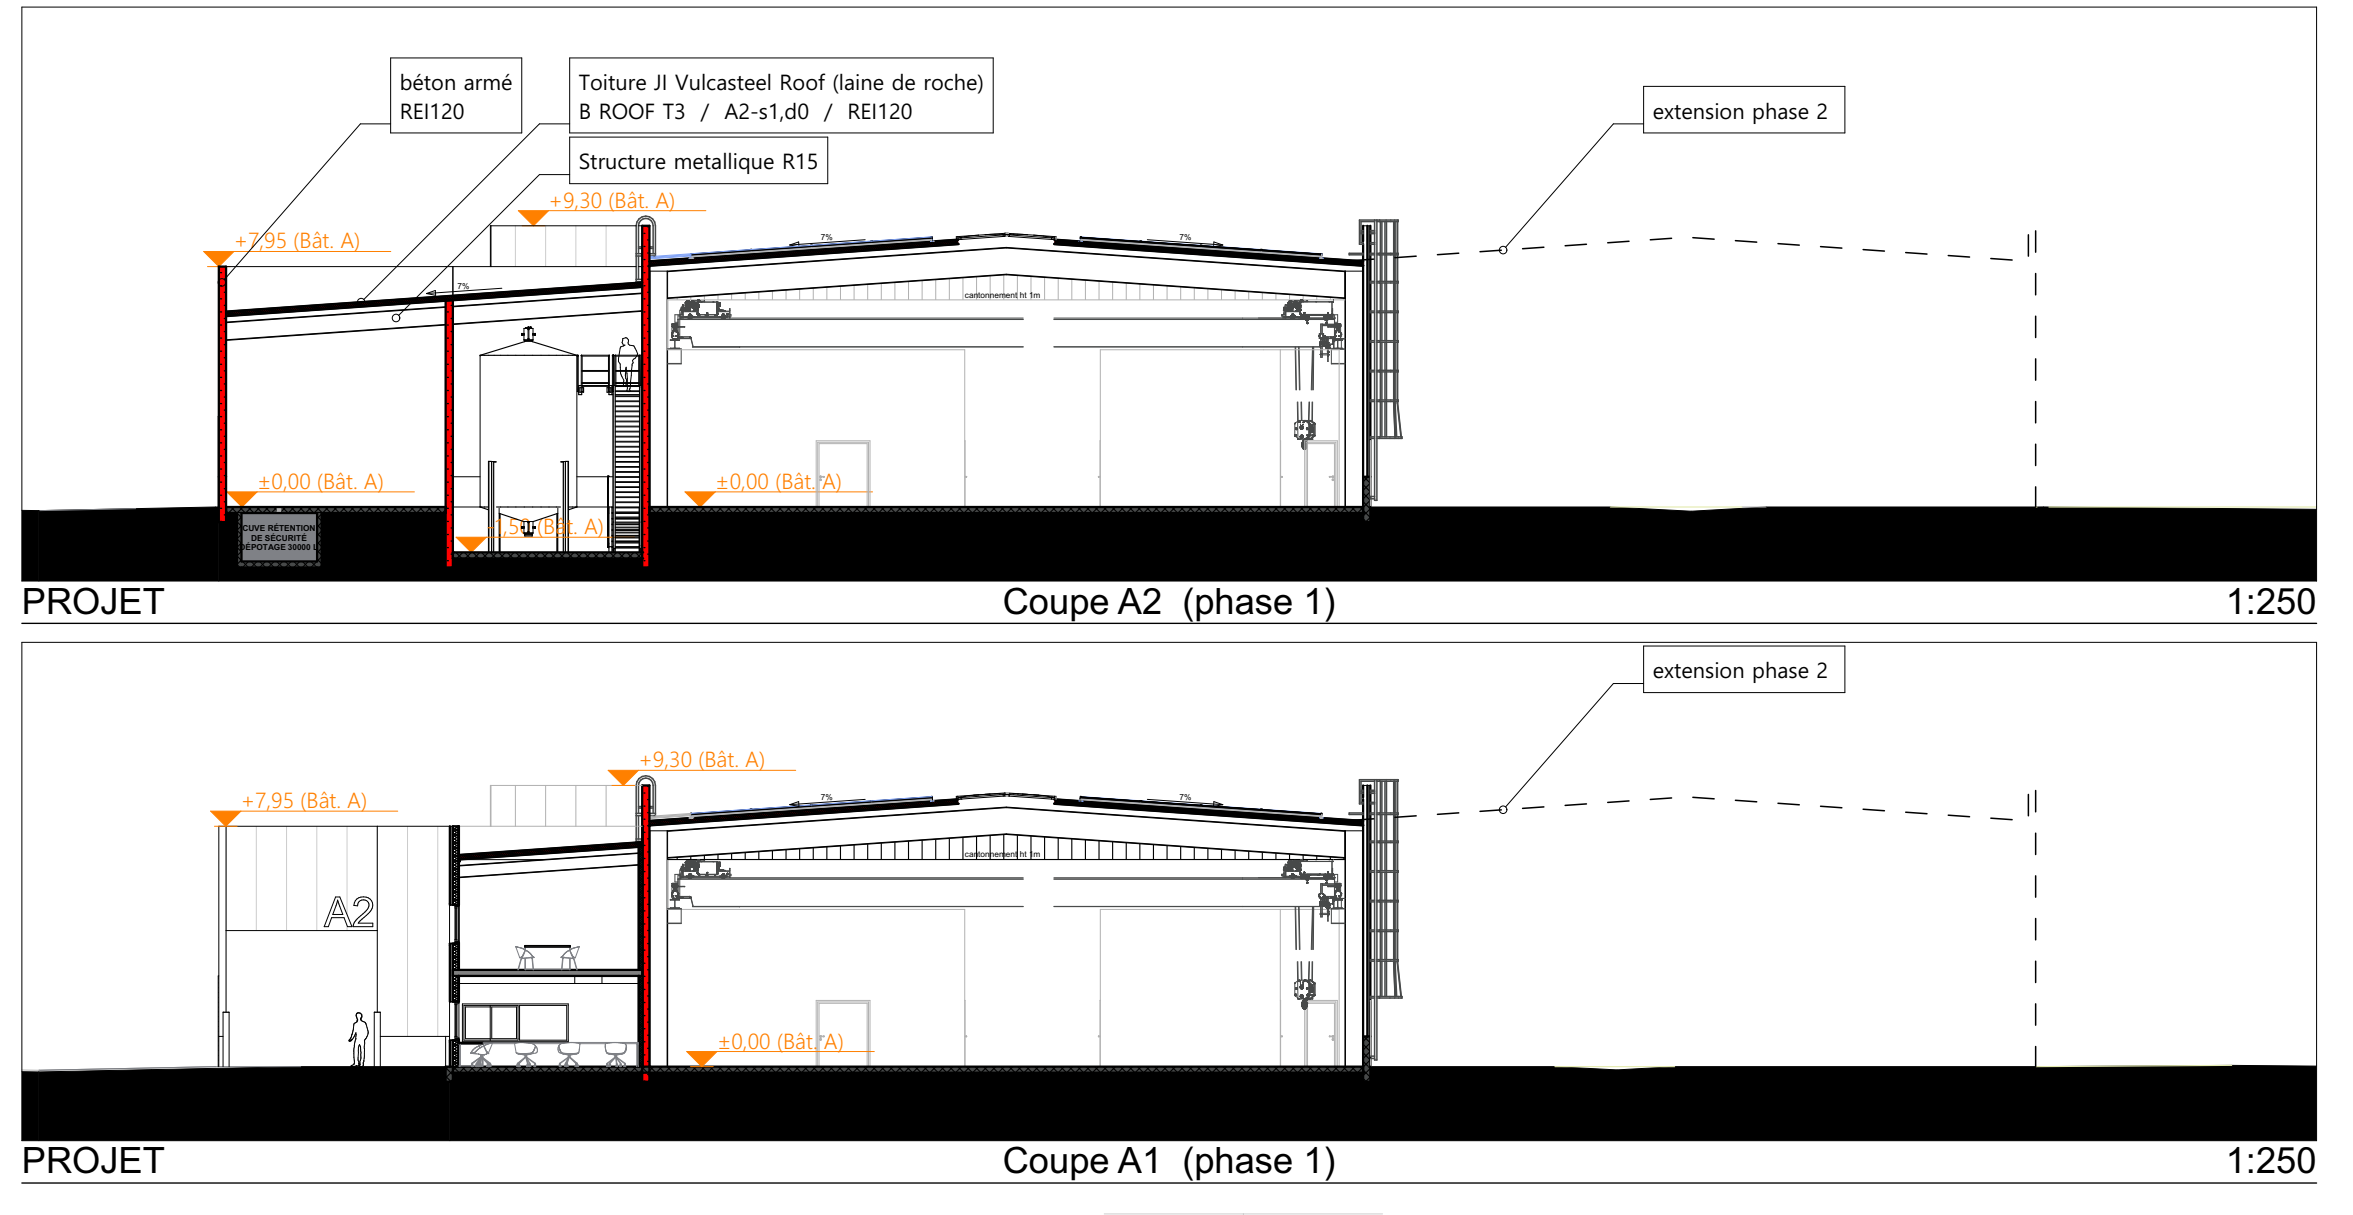 béton armé
REI120
Toiture JI Vulcasteel Roof (laine de roche)
B ROOF T3 / A2-s1,d0 / REI120
Structure metallique R15
extension phase 2
+9,30 (Bât. A)
+7,95 (Bât. A)
7%
7%
7%
cantonnement ht 1m
±0,00 (Bât. A)
±0,00 (Bât. A)
-1,50 (Bât. A)
CUVE RÉTENTION
DE SÉCURITÉ
DÉPOTAGE 30000 L
PROJET
Coupe A2 (phase 1)
1:250
extension phase 2
+9,30 (Bât. A)
+7,95 (Bât. A)
7%
7%
cantonnement ht 1m
A2
±0,00 (Bât. A)
PROJET
Coupe A1 (phase 1)
1:250